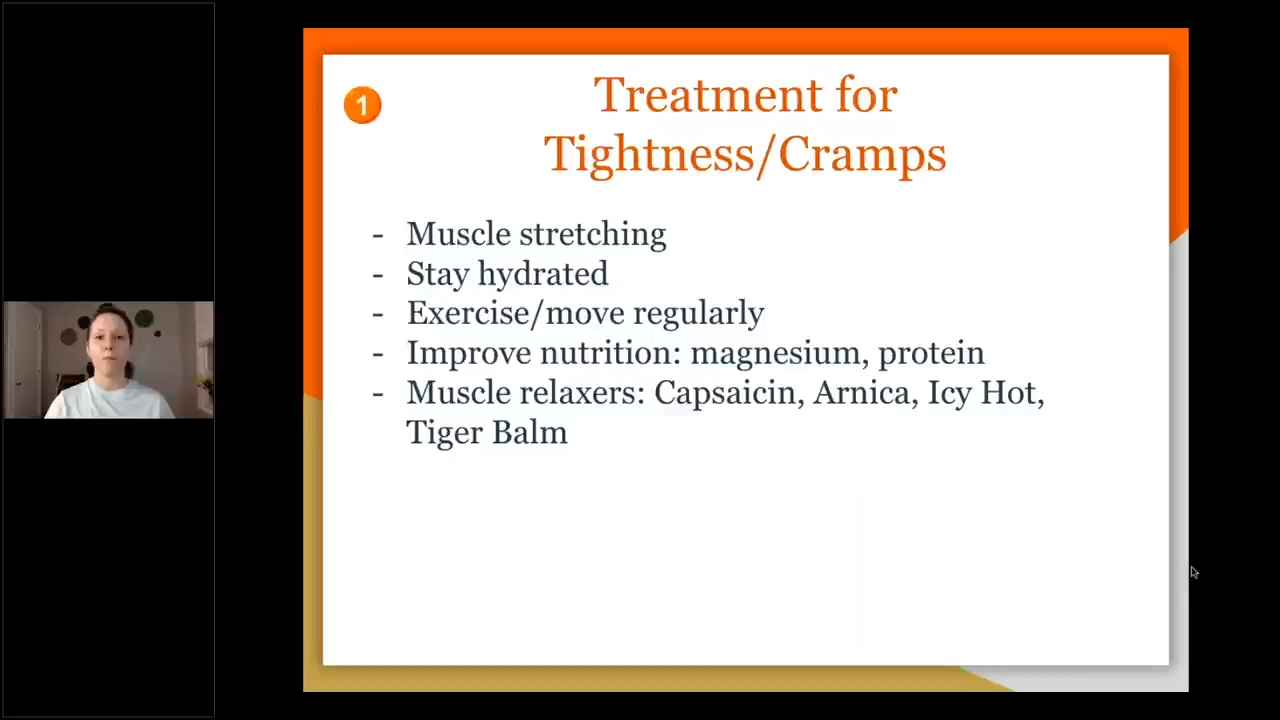 1
Treatment for
Tightness/Cramps
- Muscle stretching
- Stay hydrated
- Exercise/move regularly
- Improve nutrition: magnesium, protein
- Muscle relaxers: Capsaicin, Arnica, Icy Hot,
Tiger Balm